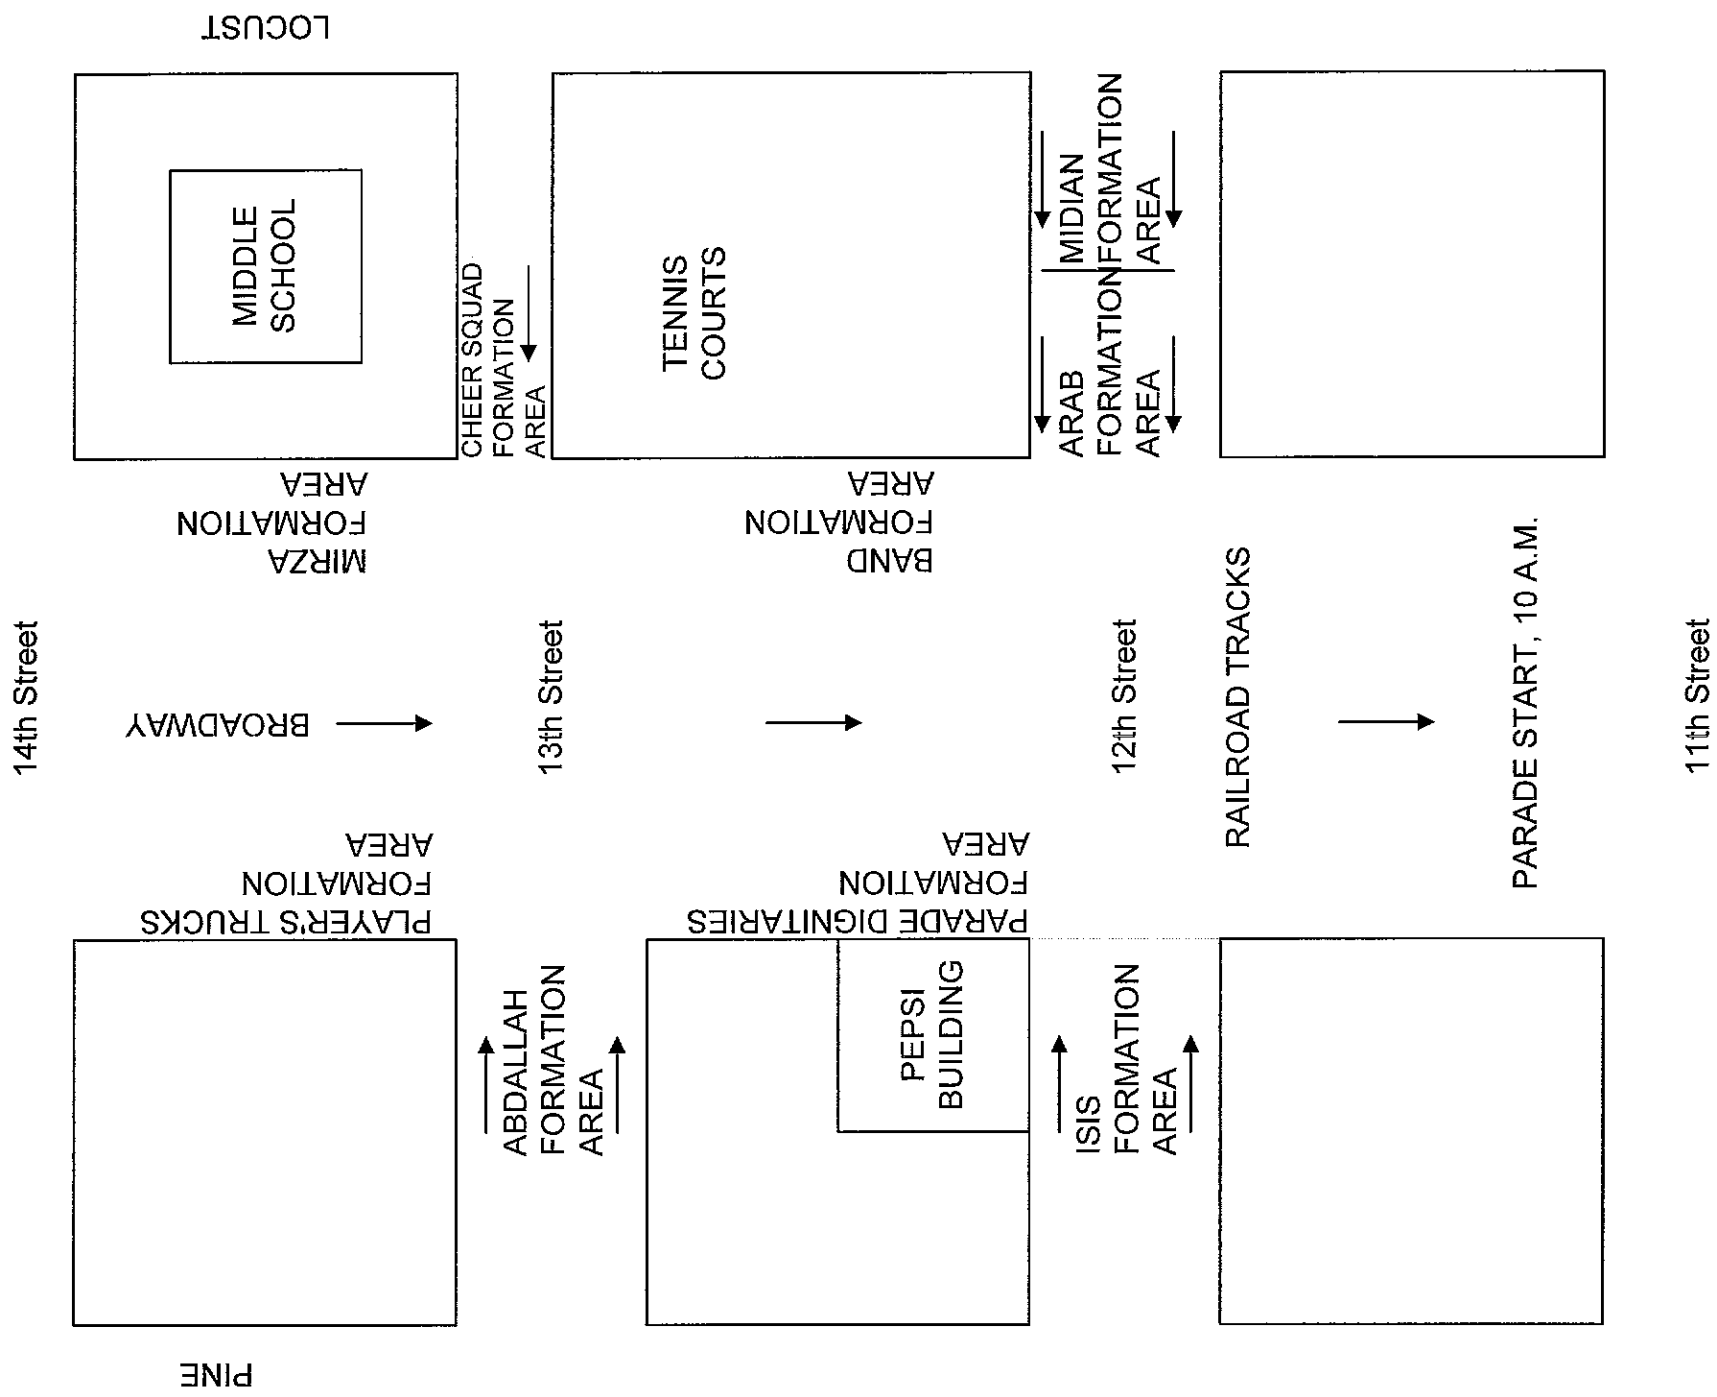 LOCUST
MIDDLE
SCHOOL
CHEER SQUAD
FORMATION
AREA
TENNIS
COURTS
MIDIAN
FORMATION
AREA
ARAB
FORMATION
AREA
MIRZA
FORMATION
AREA
BAND
FORMATION
AREA
14th Street
BROADWAY
13th Street
12th Street
RAILROAD TRACKS
PARADE START, 10 A.M.
11th Street
PLAYER'S TRUCKS
FORMATION
AREA
PARADE DIGNITARIES
FORMATION
AREA
ABDALLAH
FORMATION
AREA
PEPSI
BUILDING
ISIS
FORMATION
AREA
PINE